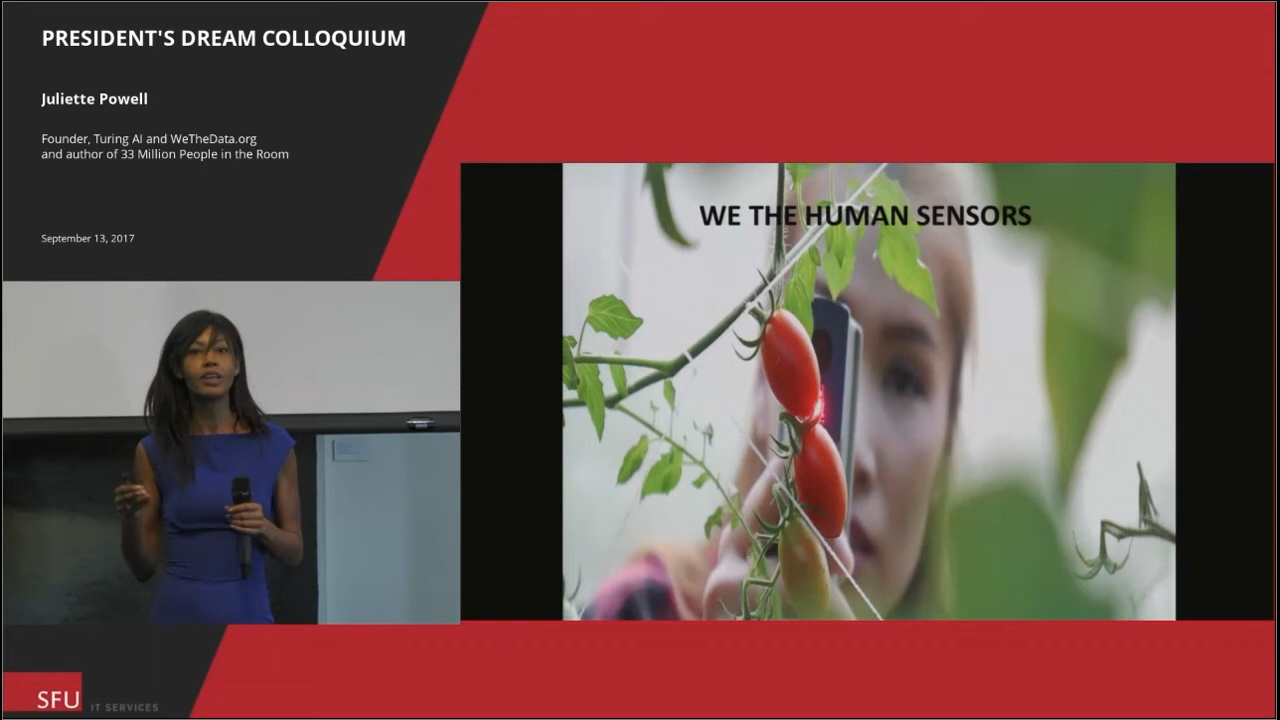 PRESIDENT'S DREAM COLLOQUIUM
Juliette Powell
Founder, Turing AI and WeTheData.org
and author of 33 Million People in the Room
September 13, 2017
WE THE HUMAN SENSORS
SFU IT SERVICES